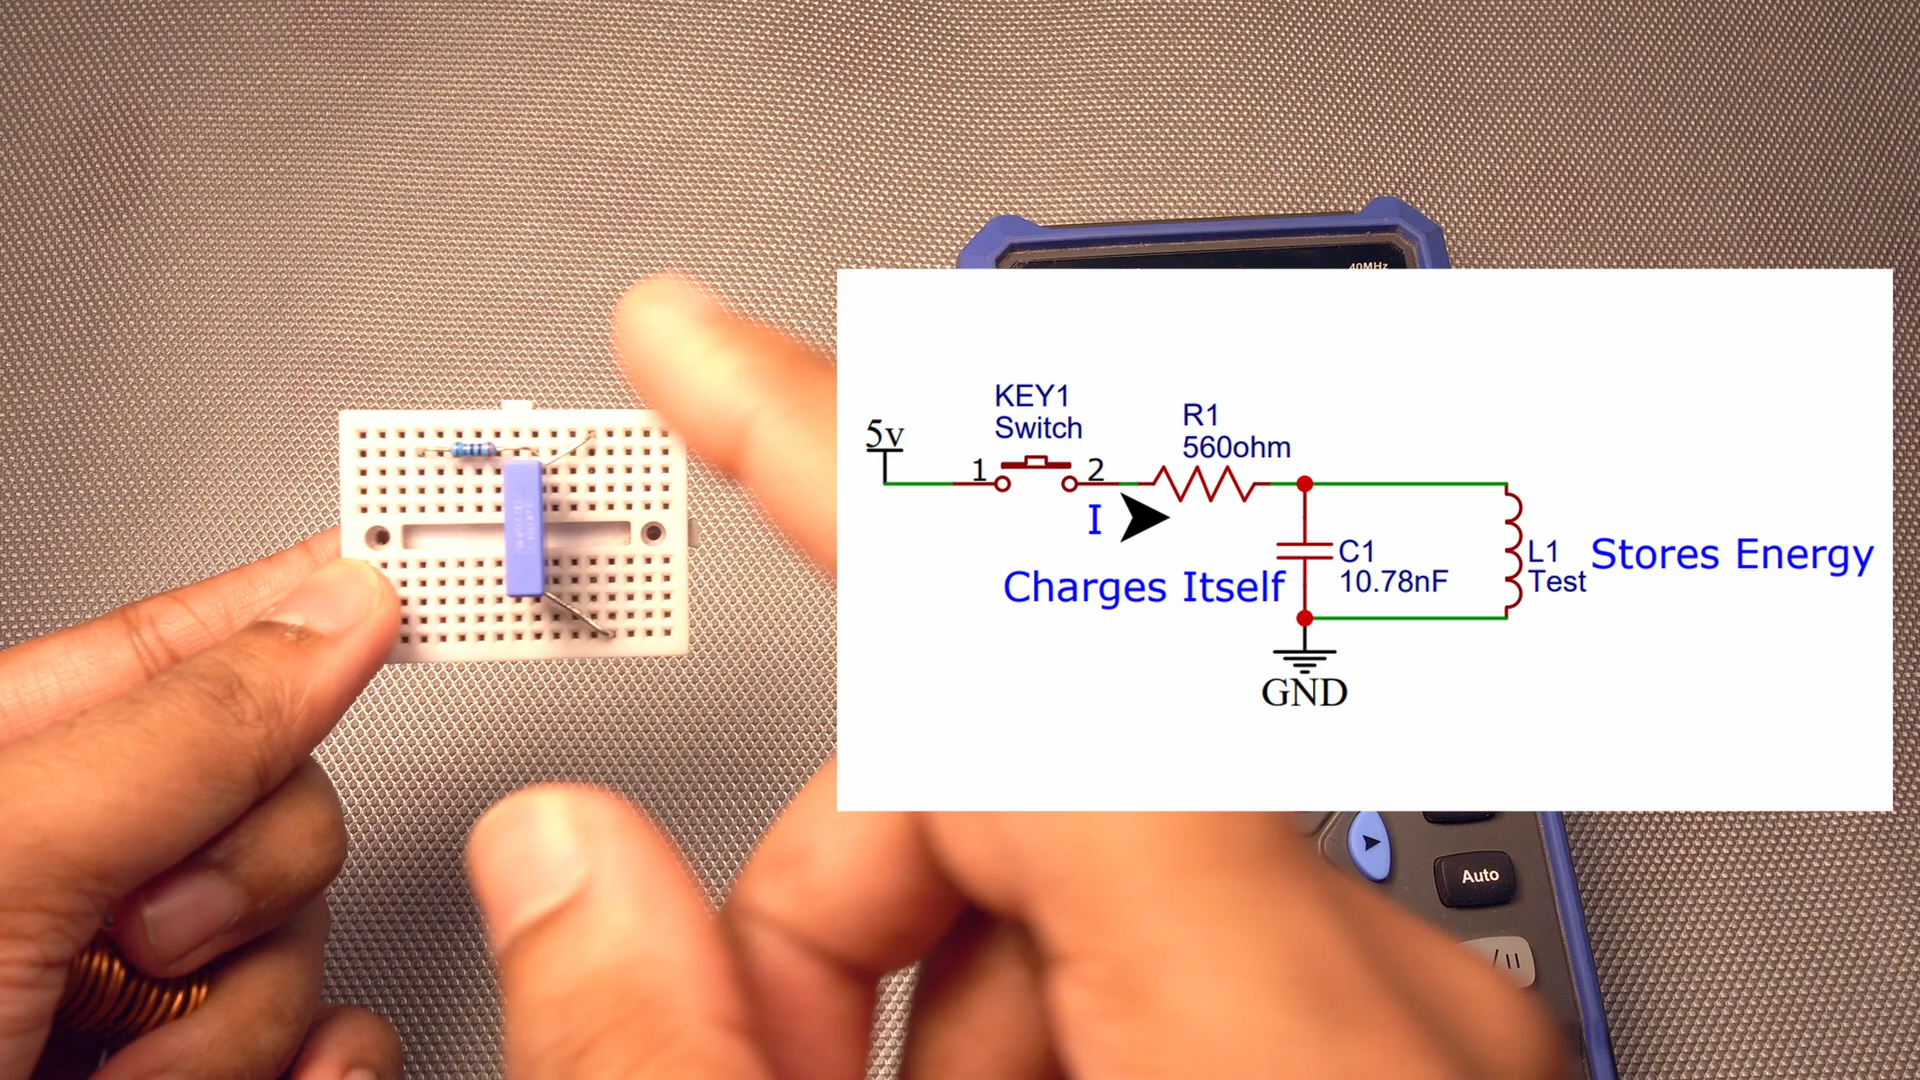 40MHz
KEY1
Switch
5v
1
2
R1
560ohm
I
Charges Itself
C1
10.78nF
L1
Test
Stores Energy
GND
Auto
/ II